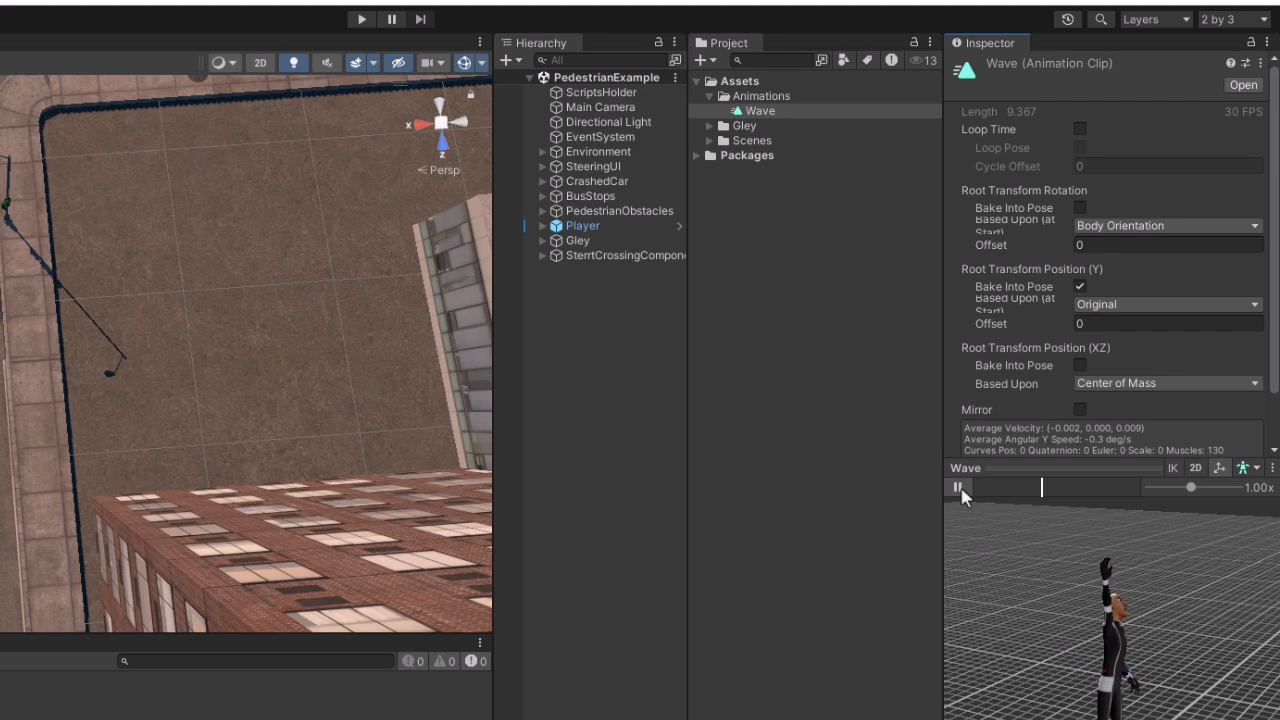 Layers
2 by 3
2D
x
z
< Persp
0
0
0
Hierarchy
All
PedestrianExample
ScriptsHolder
Main Camera
Directional Light
EventSystem
Environment
SteeringUI
CrashedCar
BusStops
PedestrianObstacles
Player
Gley
SterrtCrossingCompon
Project
13
Assets
Animations
Wave
Gley
Scenes
Packages
Inspector
Wave (Animation Clip)
Open
Length 9.367 30 FPS
Loop Time
Loop Pose
Cycle Offset 0
Root Transform Rotation
Bake Into Pose
Based Upon (at Start) Body Orientation
Offset 0
Root Transform Position (Y)
Bake Into Pose
Based Upon (at Start) Original
Offset 0
Root Transform Position (XZ)
Bake Into Pose
Based Upon Center of Mass
Mirror
Average Velocity: (-0.002, 0.000, 0.009)
Average Angular Y Speed: -0.3 deg/s
Curves Pos: 0 Quaternion: 0 Euler: 0 Scale: 0 Muscles: 130
Wave IK 2D
1.00x